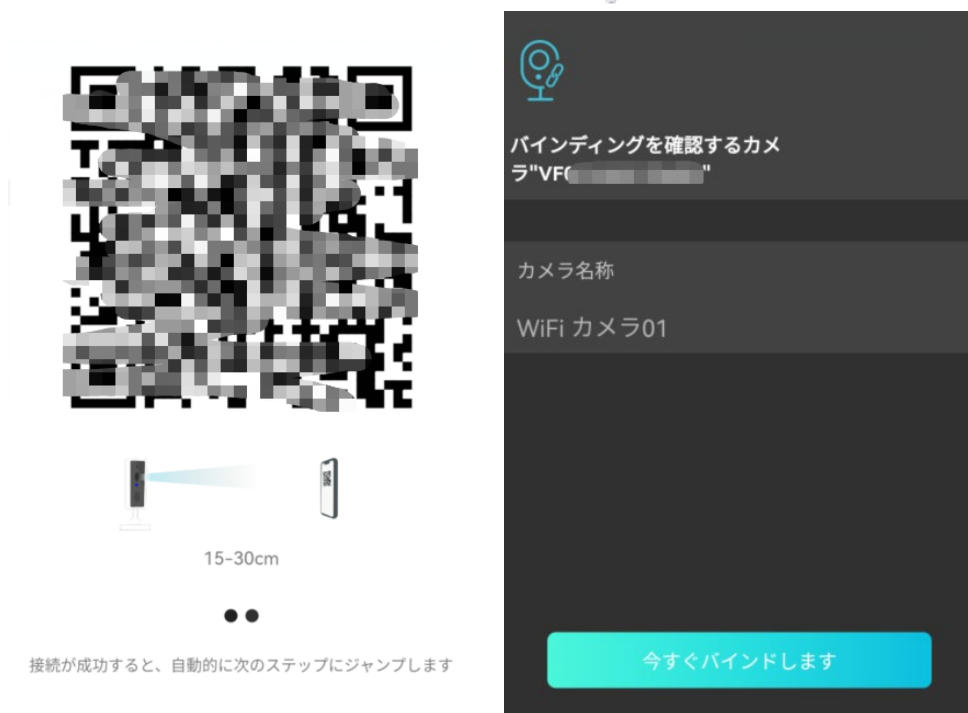 15-30cm
接続が成功すると、自動的に次のステップにジャンプします
バインディングを確認するカメ
ラ"VF
カメラ名称
WiFi カメラ01
今すぐバインドします